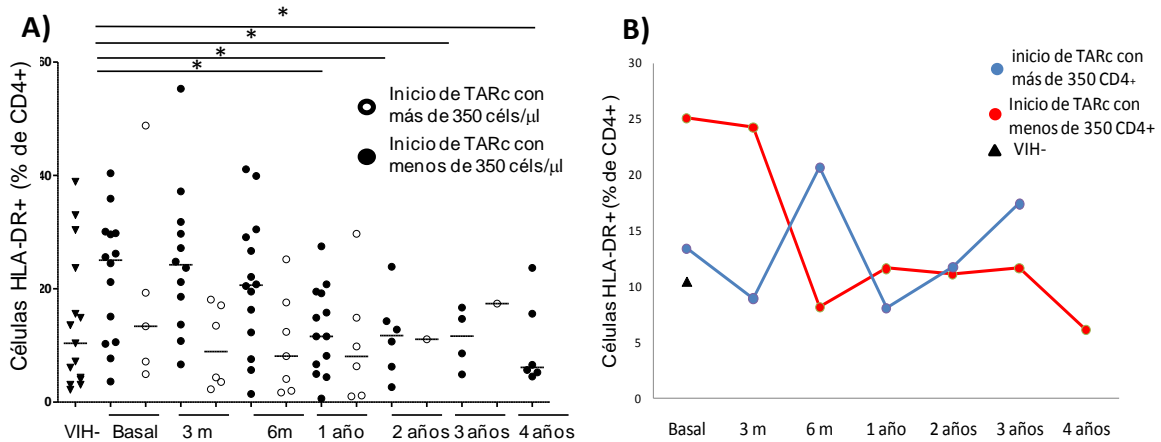 A)
*
*
*
*
Células HLA-DR+ (% de CD4+)
60
40
20
0
Inicio de TARc con
más de 350 céls/µl
Inicio de TARc con
menos de 350 céls/µl
VIH-
Basal
3 m
6m
1 año
2 años
3 años
4 años
B)
Células HLA-DR+ (% de CD4+)
30
25
20
15
10
5
0
inicio de TARc con
más de 350 CD4+
Inicio de TARc con
menos de 350 CD4+
VIH-
Basal
3 m
6 m
1 año
2 años
3 años
4 años